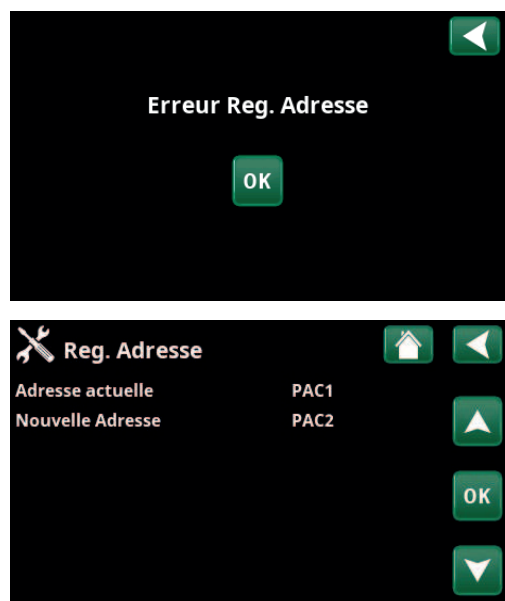 Erreur Reg. Adresse
OK
Reg. Adresse
Adresse actuelle PAC1
Nouvelle Adresse PAC2
OK